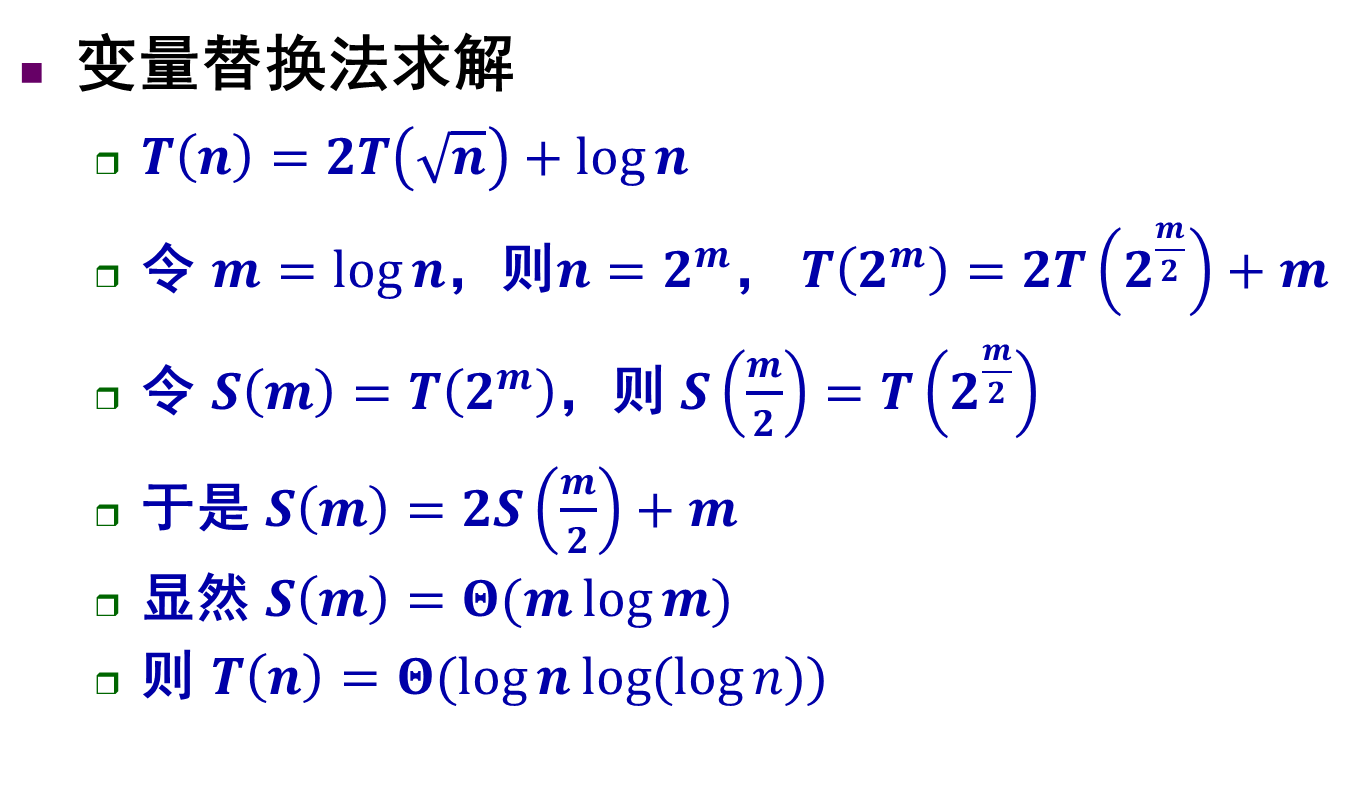 ■ 变量替换法求解
❒ T(n) = 2T(√n) + log n
❒ 令 m = log n，则n = 2^m， T(2^m) = 2T(2^(m/2)) + m
❒ 令 S(m) = T(2^m)，则 S(m/2) = T(2^(m/2))
❒ 于是 S(m) = 2S(m/2) + m
❒ 显然 S(m) = Θ(m log m)
❒ 则 T(n) = Θ(log n log(log n))